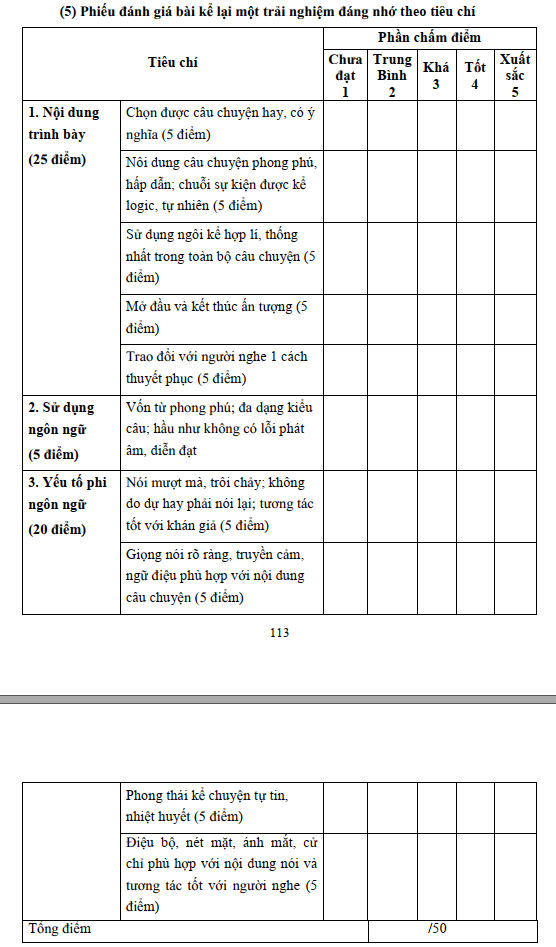 (5) Phiếu đánh giá bài kể lại một trải nghiệm đáng nhớ theo tiêu chí
Tiêu chí
Phần chấm điểm
Chưa đạt 1
Trung Bình 2
Khá 3
Tốt 4
Xuất sắc 5
1. Nội dung
trình bày
(25 điểm)
Chọn được câu chuyện hay, có ý
nghĩa (5 điểm)
Nôi dung câu chuyện phong phú,
hấp dẫn; chuỗi sự kiện được kể
logic, tự nhiên (5 điểm)
Sử dụng ngôi kể hợp lí, thống
nhất trong toàn bộ câu chuyện (5
điểm)
Mở đầu và kết thúc ấn tượng (5
điểm)
Trao đổi với người nghe 1 cách
thuyết phục (5 điểm)
2. Sử dụng
ngôn ngữ
(5 điểm)
Vốn từ phong phú; đa dạng kiểu
câu; hầu như không có lỗi phát
âm, diễn đạt
3. Yếu tố phi
ngôn ngữ
(20 điểm)
Nói mượt mà, trôi chảy; không
do dự hay phải nói lại; tương tác
tốt với khán giả (5 điểm)
Giọng nói rõ ràng, truyền cảm,
ngữ điệu phù hợp với nội dung
câu chuyện (5 điểm)
113
Phong thái kể chuyện tự tin,
nhiệt huyết (5 điểm)
Điệu bộ, nét mặt, ánh mắt, cử
chỉ phù hợp với nội dung nói và
tương tác tốt với người nghe (5
điểm)
Tổng điểm
/50